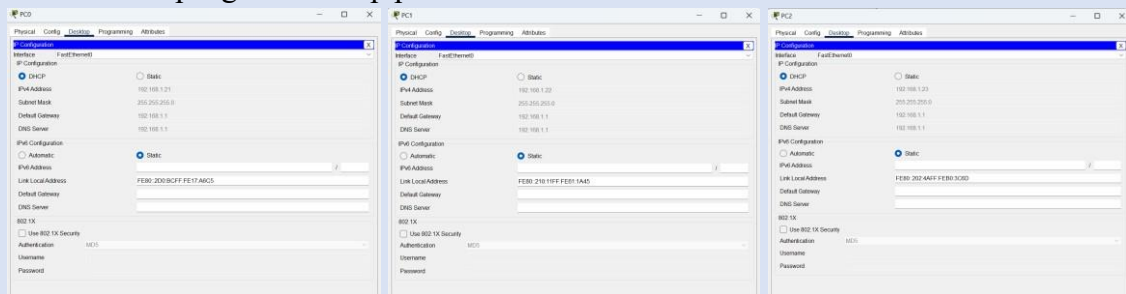 PC0
Physical Config Desktop Programming Attributes
IP Configuration X
Interface FastEthernet0
IP Configuration
DHCP Static
IPv4 Address 192.168.1.21
Subnet Mask 255.255.255.0
Default Gateway 192.168.1.1
DNS Server 192.168.1.1
IPv6 Configuration
Automatic Static
IPv6 Address /
Link Local Address FE80::2D0:BCFF:FE17:A6C5
Default Gateway
DNS Server
802.1X
Use 802.1X Security
Authentication MD5
Username
Password
PC1
Physical Config Desktop Programming Attributes
IP Configuration X
Interface FastEthernet0
IP Configuration
DHCP Static
IPv4 Address 192.168.1.22
Subnet Mask 255.255.255.0
Default Gateway 192.168.1.1
DNS Server 192.168.1.1
IPv6 Configuration
Automatic Static
IPv6 Address /
Link Local Address FE80::210:11FF:FE61:1A45
Default Gateway
DNS Server
802.1X
Use 802.1X Security
Authentication MD5
Username
Password
PC2
Physical Config Desktop Programming Attributes
IP Configuration X
Interface FastEthernet0
IP Configuration
DHCP Static
IPv4 Address 192.168.1.23
Subnet Mask 255.255.255.0
Default Gateway 192.168.1.1
DNS Server 192.168.1.1
IPv6 Configuration
Automatic Static
IPv6 Address /
Link Local Address FE80::202:4AFF:FEB0:3C8D
Default Gateway
DNS Server
802.1X
Use 802.1X Security
Authentication MD5
Username
Password